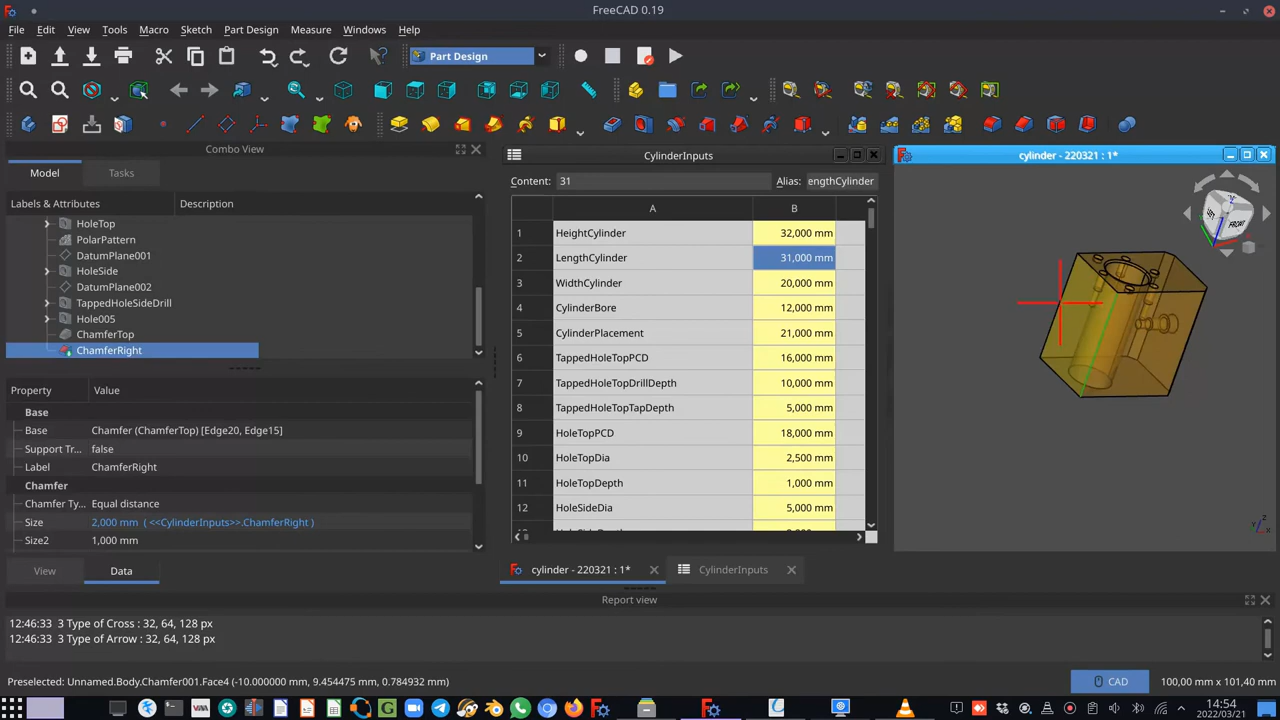 FreeCAD 0.19
File Edit View Tools Macro Sketch Part Design Measure Windows Help
Part Design
Combo View
Model Tasks
Labels & Attributes Description
HoleTop
PolarPattern
DatumPlane001
HoleSide
DatumPlane002
TappedHoleSideDrill
Hole005
ChamferTop
ChamferRight
Property Value
Base
Base Chamfer (ChamferTop) [Edge20, Edge15]
Support Tr... false
Label ChamferRight
Chamfer
Chamfer Ty... Equal distance
Size 2,000 mm ( <<CylinderInputs>>.ChamferRight )
Size2 1,000 mm
View Data
CylinderInputs
Content: 31 Alias: engthCylinder
A B
1 HeightCylinder 32,000 mm
2 LengthCylinder 31,000 mm
3 WidthCylinder 20,000 mm
4 CylinderBore 12,000 mm
5 CylinderPlacement 21,000 mm
6 TappedHoleTopPCD 16,000 mm
7 TappedHoleTopDrillDepth 10,000 mm
8 TappedHoleTopTapDepth 5,000 mm
9 HoleTopPCD 18,000 mm
10 HoleTopDia 2,500 mm
11 HoleTopDepth 1,000 mm
12 HoleSideDia 5,000 mm
cylinder - 220321 : 1*
FRONT
cylinder - 220321 : 1* CylinderInputs
Report view
12:46:33 3 Type of Cross : 32, 64, 128 px
12:46:33 3 Type of Arrow : 32, 64, 128 px
Preselected: Unnamed.Body.Chamfer001.Face4 (-10.000000 mm, 9.454475 mm, 0.784932 mm)
CAD 100,00 mm x 101,40 mm
14:54
2022/03/21